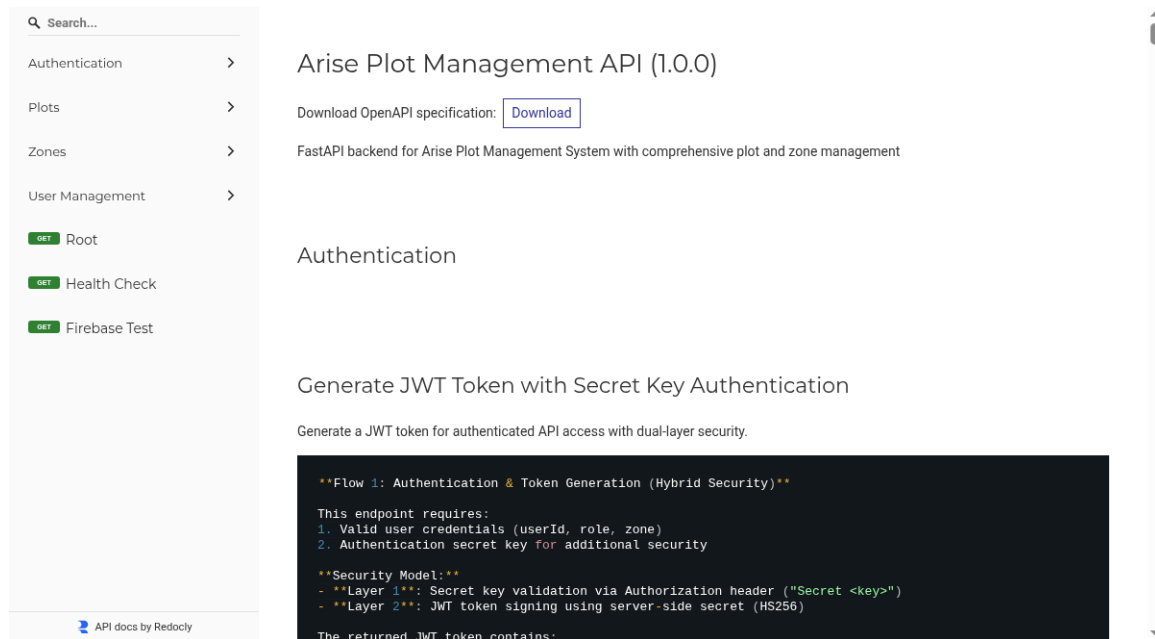 Search...
Authentication
Plots
Zones
User Management
GET Root
GET Health Check
GET Firebase Test
API docs by Redocly
Arise Plot Management API (1.0.0)
Download OpenAPI specification: Download
FastAPI backend for Arise Plot Management System with comprehensive plot and zone management
Authentication
Generate JWT Token with Secret Key Authentication
Generate a JWT token for authenticated API access with dual-layer security.
**Flow 1: Authentication & Token Generation (Hybrid Security)**
This endpoint requires:
1. Valid user credentials (userId, role, zone)
2. Authentication secret key for additional security
**Security Model:**
- **Layer 1**: Secret key validation via Authorization header ("Secret <key>")
- **Layer 2**: JWT token signing using server-side secret (HS256)
The returned JWT token contains: